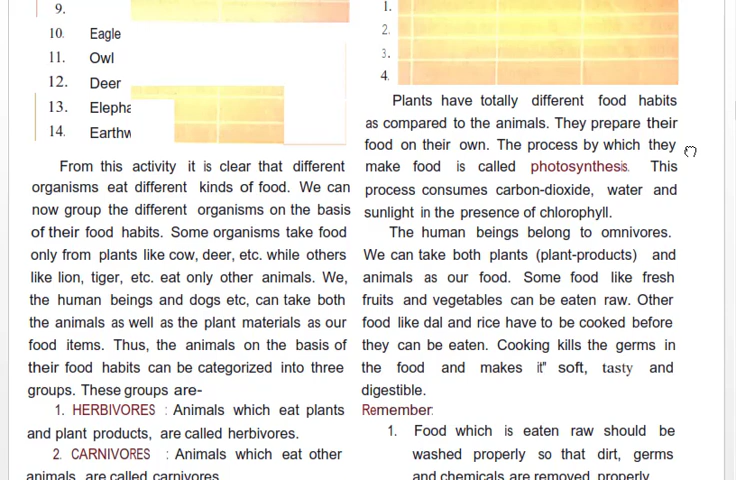 9.
10. Eagle
11. Owl
12. Deer
13. Elepha
14. Earthw
From this activity it is clear that different
organisms eat different kinds of food. We can
now group the different organisms on the basis
of their food habits. Some organisms take food
only from plants like cow, deer, etc. while others
like lion, tiger, etc. eat only other animals. We,
the human beings and dogs etc, can take both
the animals as well as the plant materials as our
food items. Thus, the animals on the basis of
their food habits can be categorized into three
groups. These groups are-
1. HERBIVORES : Animals which eat plants
and plant products, are called herbivores.
2. CARNIVORES : Animals which eat other
animals, are called carnivores
1.
2.
3.
4.
Plants have totally different food habits
as compared to the animals. They prepare their
food on their own. The process by which they
make food is called photosynthesis. This
process consumes carbon-dioxide, water and
sunlight in the presence of chlorophyll.
The human beings belong to omnivores.
We can take both plants (plant-products) and
animals as our food. Some food like fresh
fruits and vegetables can be eaten raw. Other
food like dal and rice have to be cooked before
they can be eaten. Cooking kills the germs in
the food and makes it" soft, tasty and
digestible.
Remember:
1. Food which is eaten raw should be
washed properly so that dirt, germs
and chemicals are removed properly